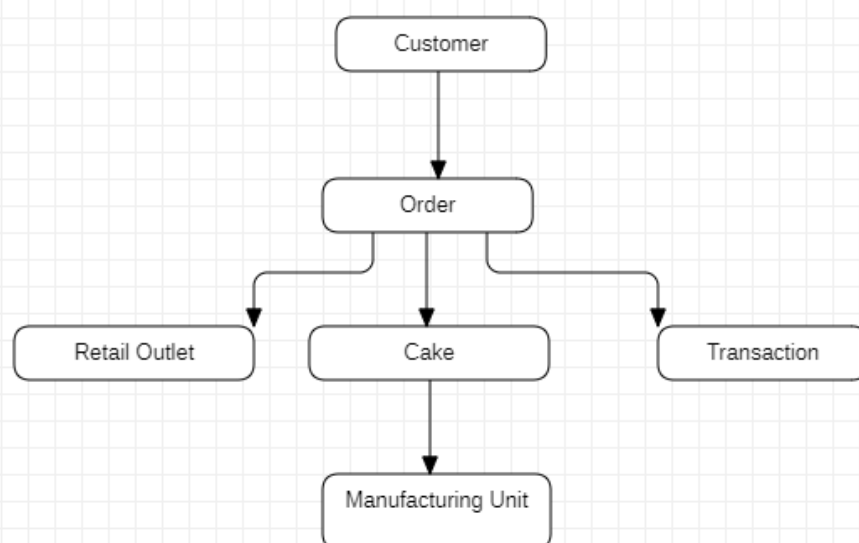 Customer
Order
Retail Outlet
Cake
Transaction
Manufacturing Unit